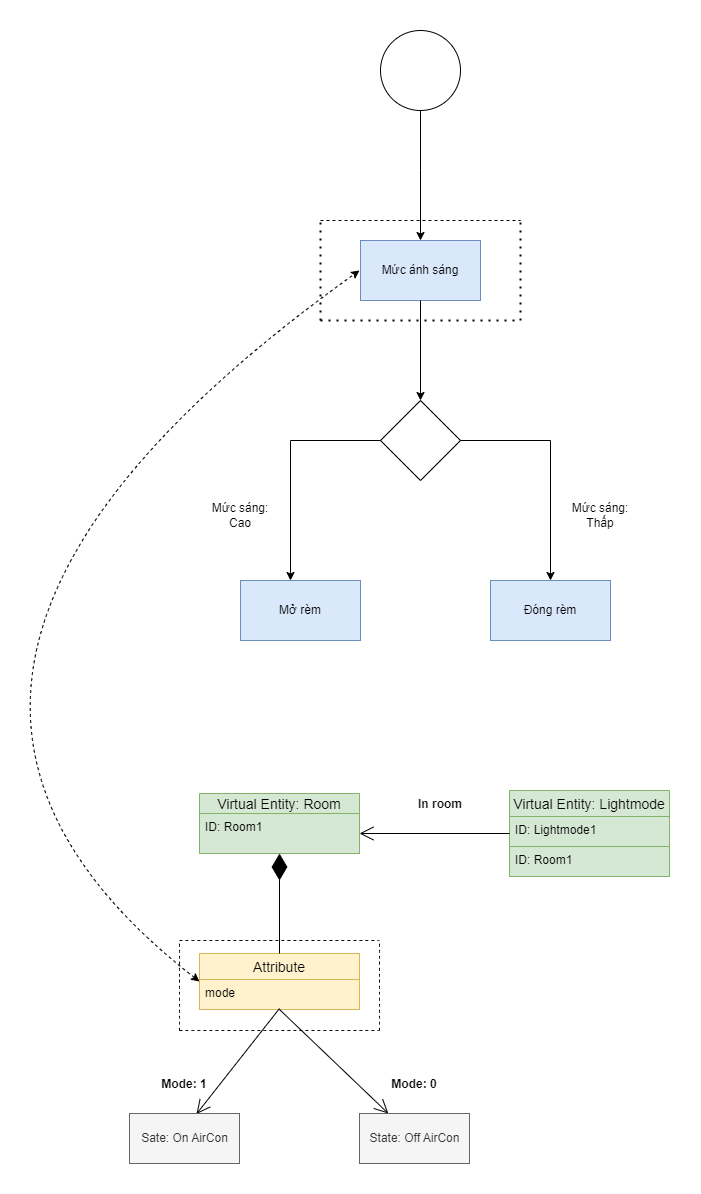 Mức ánh sáng
Mức sáng:
Cao
Mức sáng:
Thấp
Mở rèm
Đóng rèm
Virtual Entity: Room
ID: Room1
In room
Virtual Entity: Lightmode
ID: Lightmode1
ID: Room1
Attribute
mode
Mode: 1
Mode: 0
Sate: On AirCon
State: Off AirCon